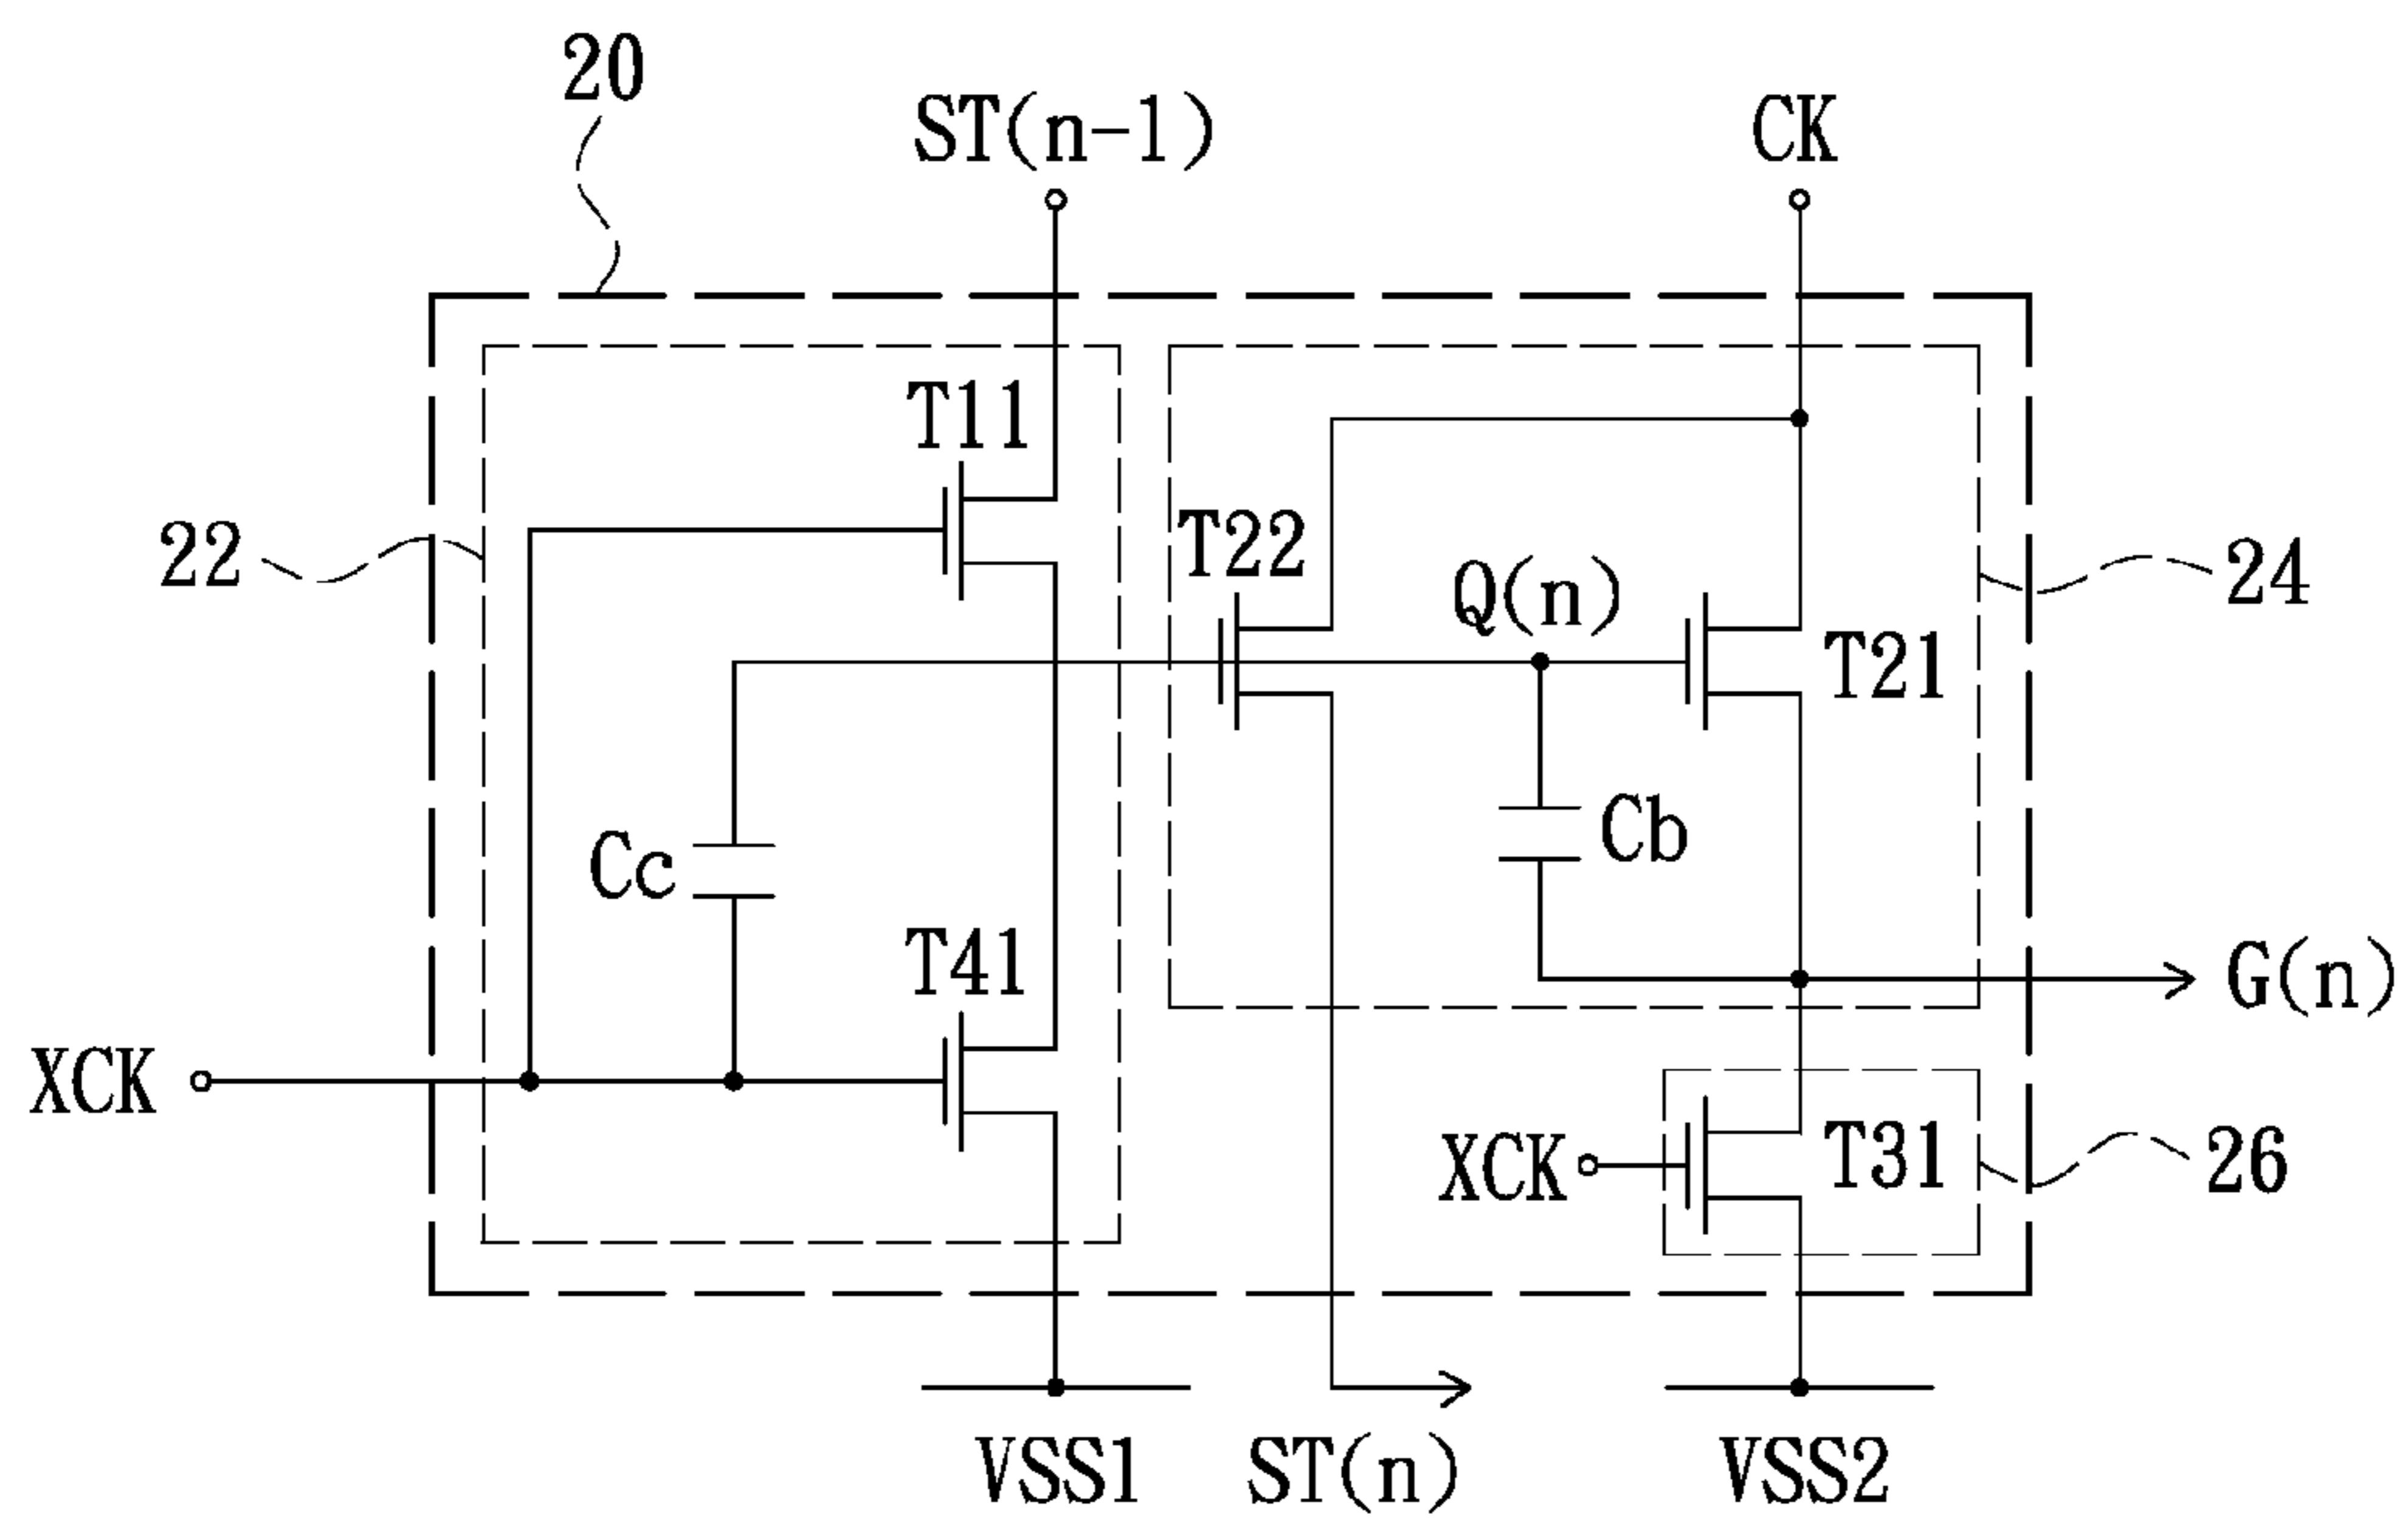 20
ST(n-1)
CK
T11
22
T22
Q(n)
24
T21
Cc
Cb
T41
G(n)
XCK
XCK
T31
26
VSS1
ST(n)
VSS2